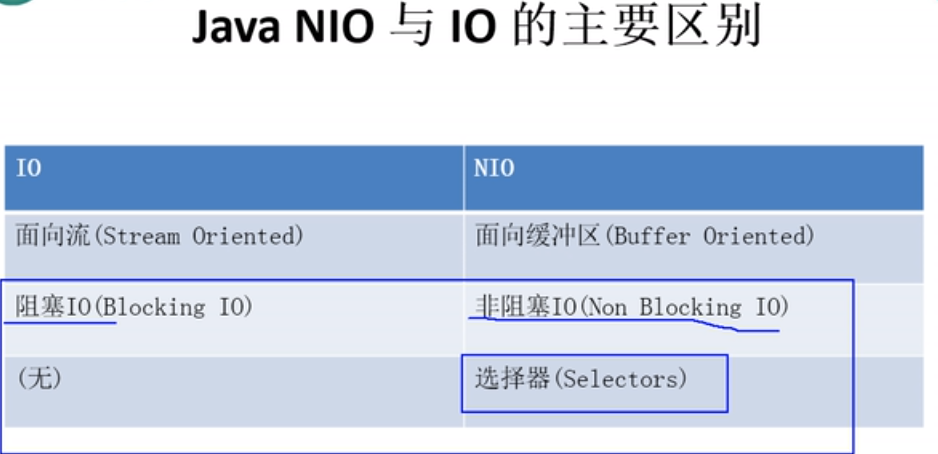 Java NIO 与 IO 的主要区别
IO
NIO
面向流(Stream Oriented)
面向缓冲区(Buffer Oriented)
阻塞IO(Blocking IO)
非阻塞IO(Non Blocking IO)
(无)
选择器(Selectors)